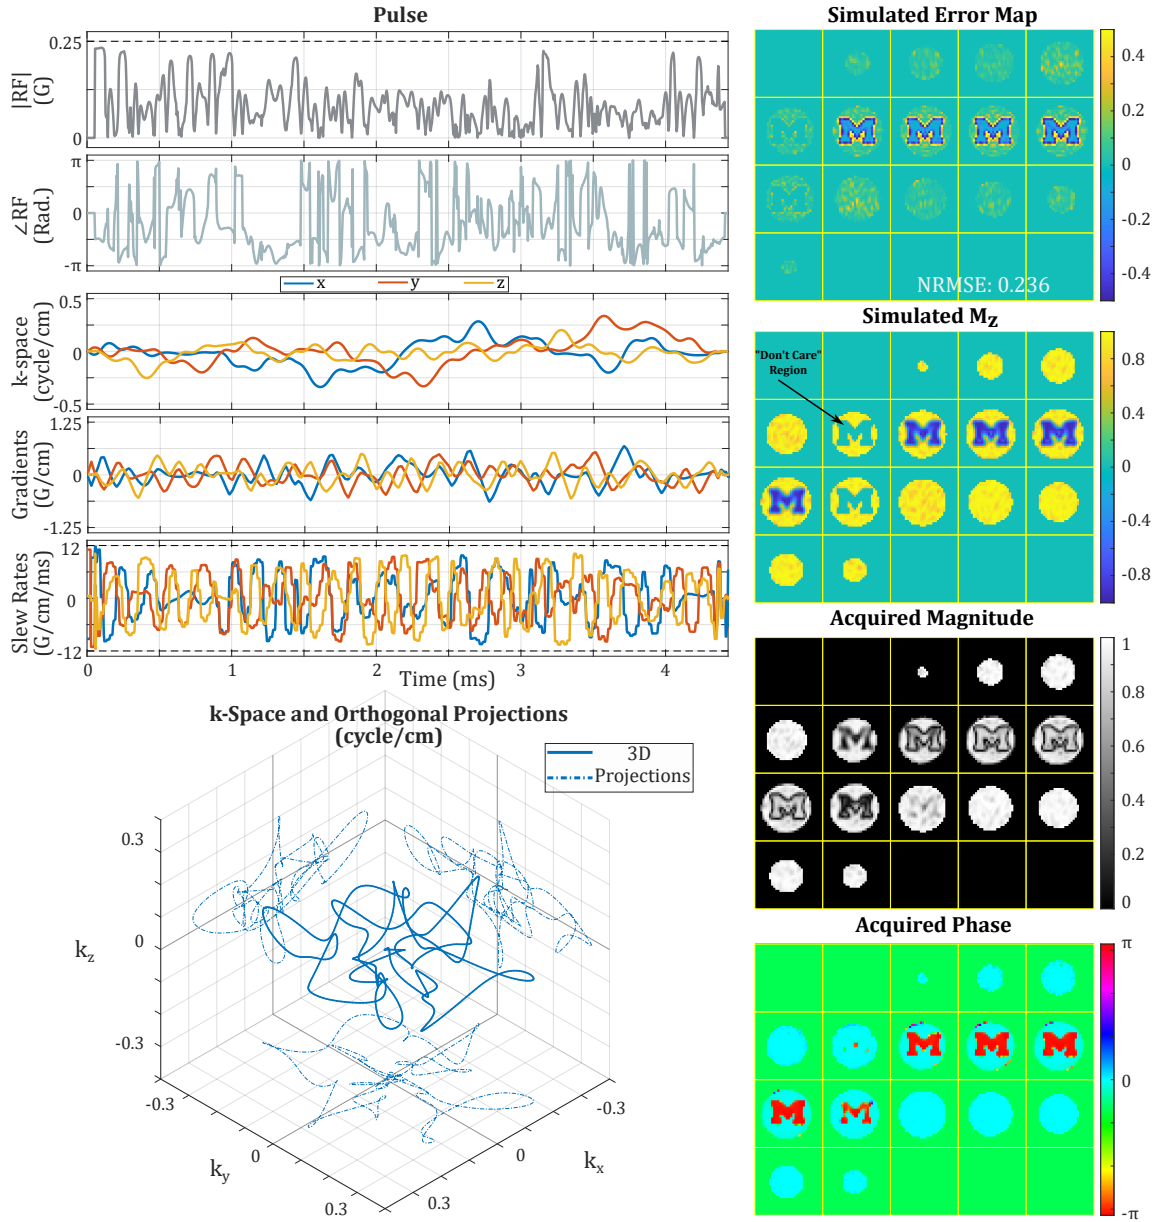 Pulse
0.25
0
|RF|
(G)
π
0
-π
∠RF
(Rad.)
x y z
0.5
0
-0.5
k-space
(cycle/cm)
1.25
0
-1.25
Gradients
(G/cm)
12
0
-12
Slew Rates
(G/cm/ms)
0 1 2 3 4
Time (ms)
k-Space and Orthogonal Projections
(cycle/cm)
3D
Projections
0.3
0
-0.3
kz
-0.3
0
0.3
ky
-0.3
0
0.3
kx
Simulated Error Map
0.4
0.2
0
-0.2
-0.4
NRMSE: 0.236
Simulated MZ
"Don't Care"
Region
0.8
0.4
0
-0.4
-0.8
Acquired Magnitude
1
0.8
0.6
0.4
0.2
0
Acquired Phase
π
0
-π
M M M M
M
M M M M
M M
M M M M
M M M
M M M
M M